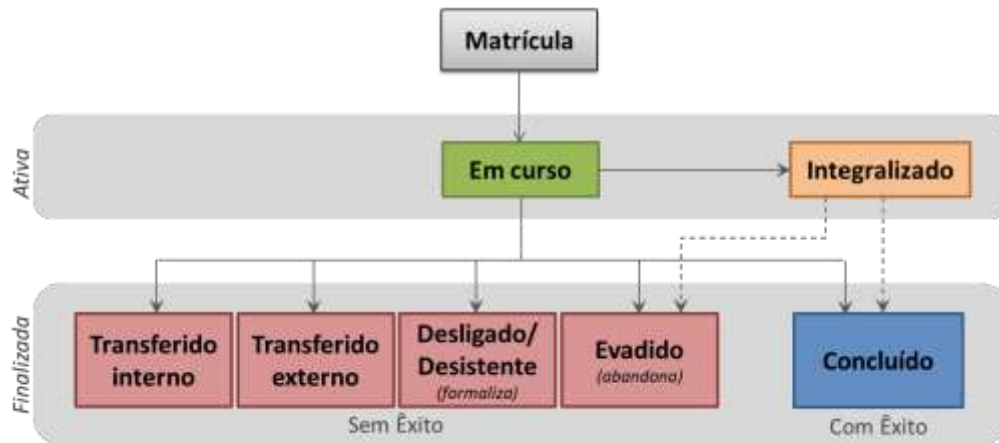 Matrícula
Ativa
Em curso
Integralizado
Finalizada
Transferido
interno
Transferido
externo
Desligado/
Desistente
(formaliza)
Evadido
(abandona)
Concluído
Sem Êxito
Com Êxito